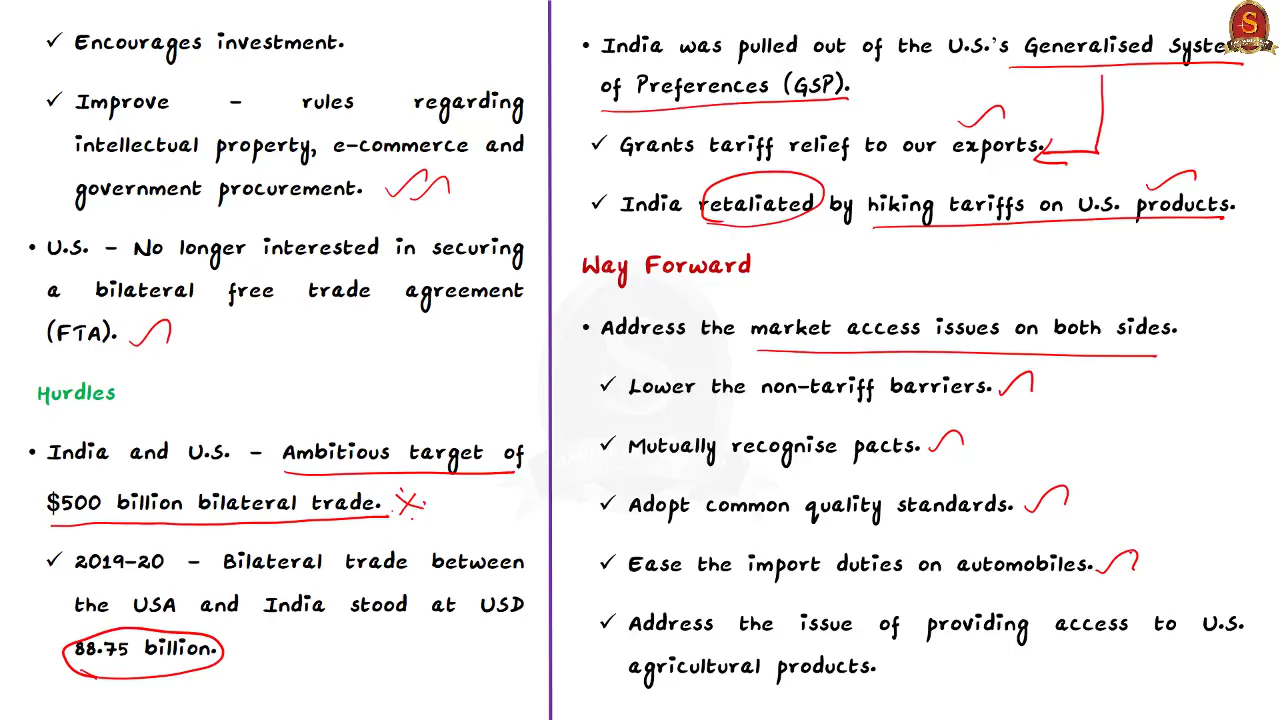 ✓ Encourages investment.
✓ Improve - rules regarding
intellectual property, e-commerce and
government procurement.
• U.S. - No longer interested in securing
a bilateral free trade agreement
(FTA).
Hurdles
• India and U.S. - Ambitious target of
$500 billion bilateral trade.
✓ 2019-20 - Bilateral trade between
the USA and India stood at USD
88.75 billion.
• India was pulled out of the U.S.'s Generalised System
of Preferences (GSP).
✓ Grants tariff relief to our exports.
✓ India retaliated by hiking tariffs on U.S. products.
Way Forward
• Address the market access issues on both sides.
✓ Lower the non-tariff barriers.
✓ Mutually recognise pacts.
✓ Adopt common quality standards.
✓ Ease the import duties on automobiles.
✓ Address the issue of providing access to U.S.
agricultural products.